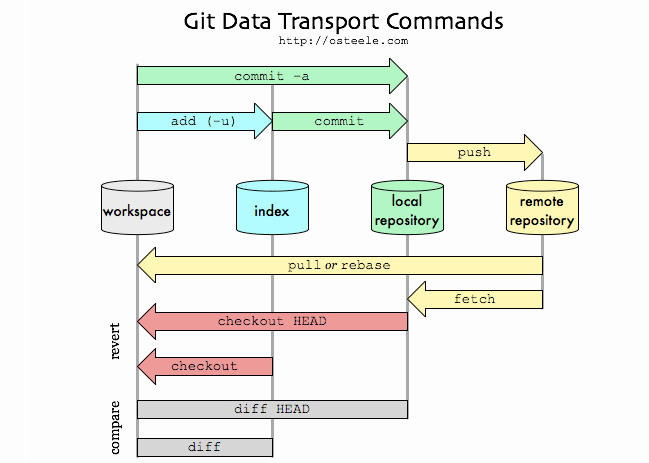 Git Data Transport Commands
http://osteele.com
commit -a
add (-u)
commit
push
workspace
index
local
repository
remote
repository
pull or rebase
fetch
revert
checkout HEAD
checkout
compare
diff HEAD
diff